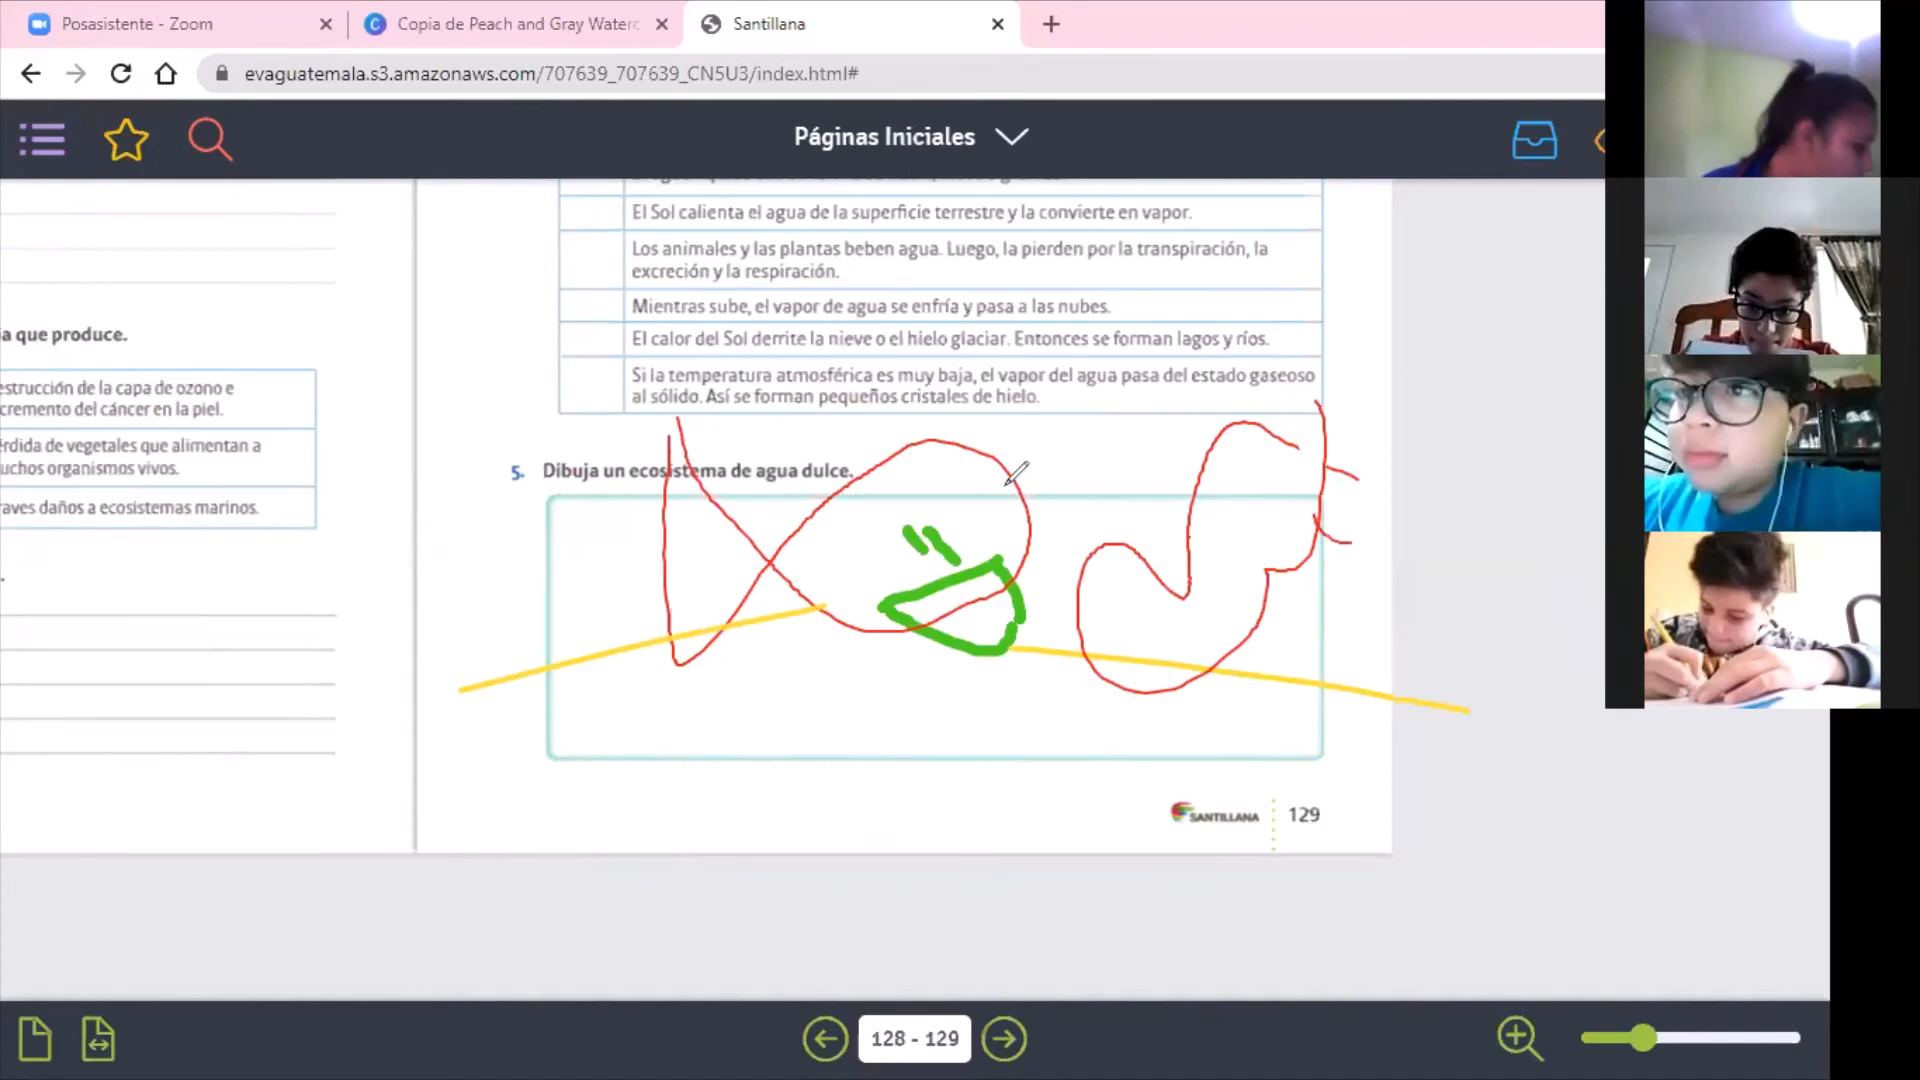 Posasistente - Zoom
Copia de Peach and Gray Waterc
Santillana
evaguatemala.s3.amazonaws.com/707639_707639_CN5U3/index.html#
Páginas Iniciales
El Sol calienta el agua de la superficie terrestre y la convierte en vapor.
Los animales y las plantas beben agua. Luego, la pierden por la transpiración, la
excreción y la respiración.
Mientras sube, el vapor de agua se enfría y pasa a las nubes.
El calor del Sol derrite la nieve o el hielo glaciar. Entonces se forman lagos y ríos.
Si la temperatura atmosférica es muy baja, el vapor del agua pasa del estado gaseoso
al sólido. Así se forman pequeños cristales de hielo.
ia que produce.
estrucción de la capa de ozono e
cremento del cáncer en la piel.
érdida de vegetales que alimentan a
uchos organismos vivos.
raves daños a ecosistemas marinos.
5. Dibuja un ecosistema de agua dulce.
SANTILLANA
129
128 - 129